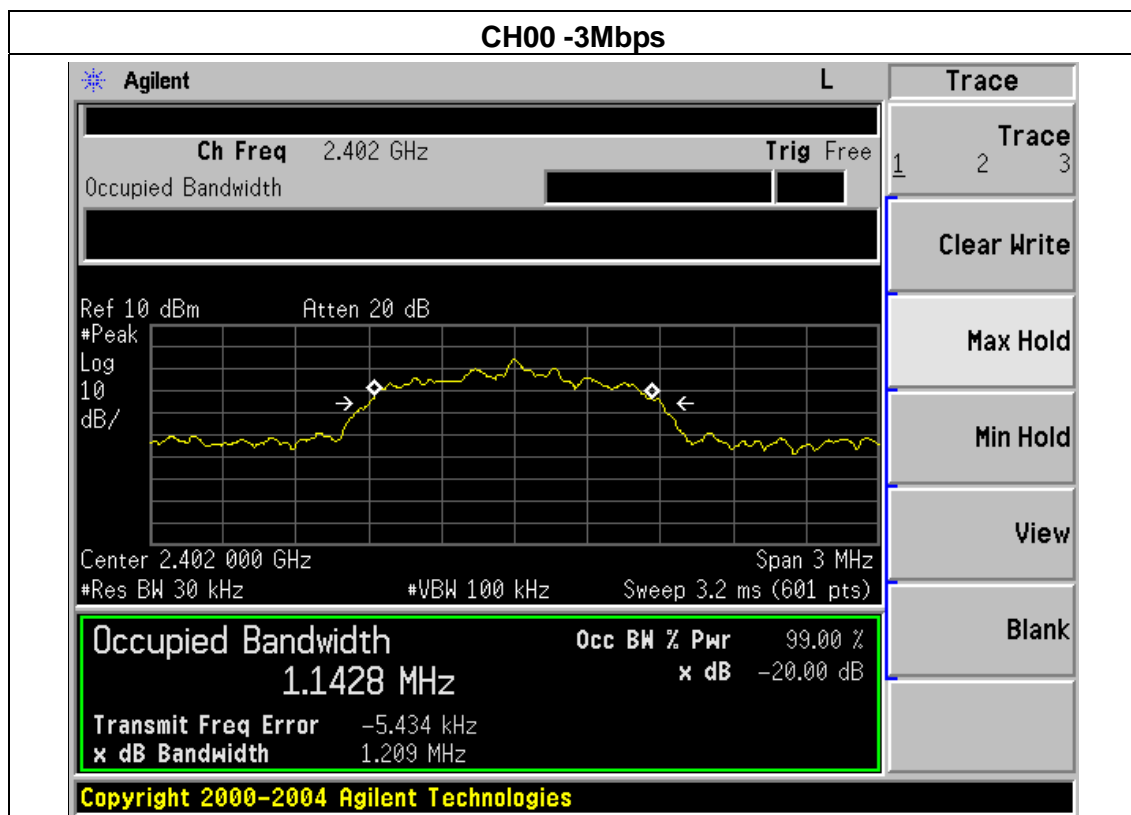 CH00 -3Mbps
Agilent L Trace
Ch Freq 2.402 GHz Trig Free
Occupied Bandwidth
Trace
1 2 3
Clear Write
Max Hold
Min Hold
View
Blank
Ref 10 dBm Atten 20 dB
#Peak
Log
10
dB/
Center 2.402 000 GHz Span 3 MHz
#Res BW 30 kHz #VBW 100 kHz Sweep 3.2 ms (601 pts)
Occupied Bandwidth Occ BW % Pwr 99.00 %
1.1428 MHz x dB -20.00 dB
Transmit Freq Error -5.434 kHz
x dB Bandwidth 1.209 MHz
Copyright 2000-2004 Agilent Technologies